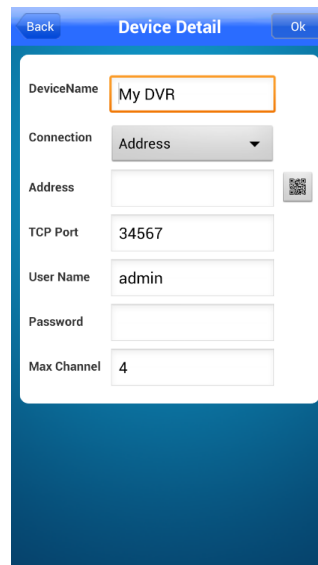 Back Device Detail Ok
DeviceName My DVR
Connection Address
Address
TCP Port 34567
User Name admin
Password
Max Channel 4